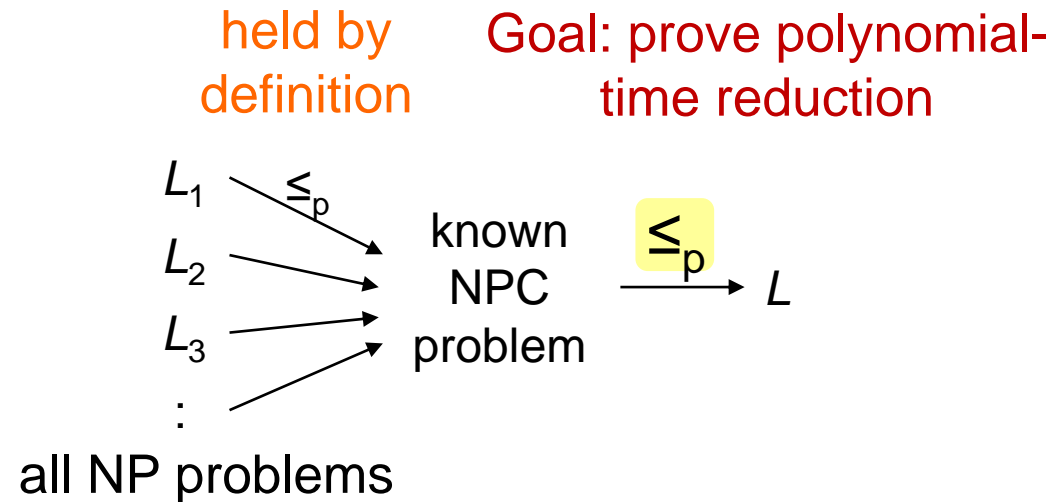 held by
definition
Goal: prove polynomial-
time reduction
L₁
≤ₚ
L₂
L₃
:
all NP problems
known
NPC
problem
≤ₚ
L